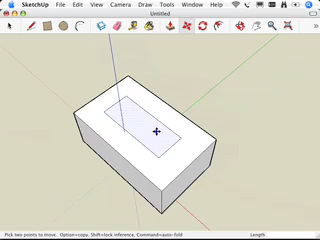 SketchUp File Edit View Camera Draw Tools Window Help
Untitled
Pick two points to move. Option=copy, Shift=lock inference, Command=auto-fold
Length